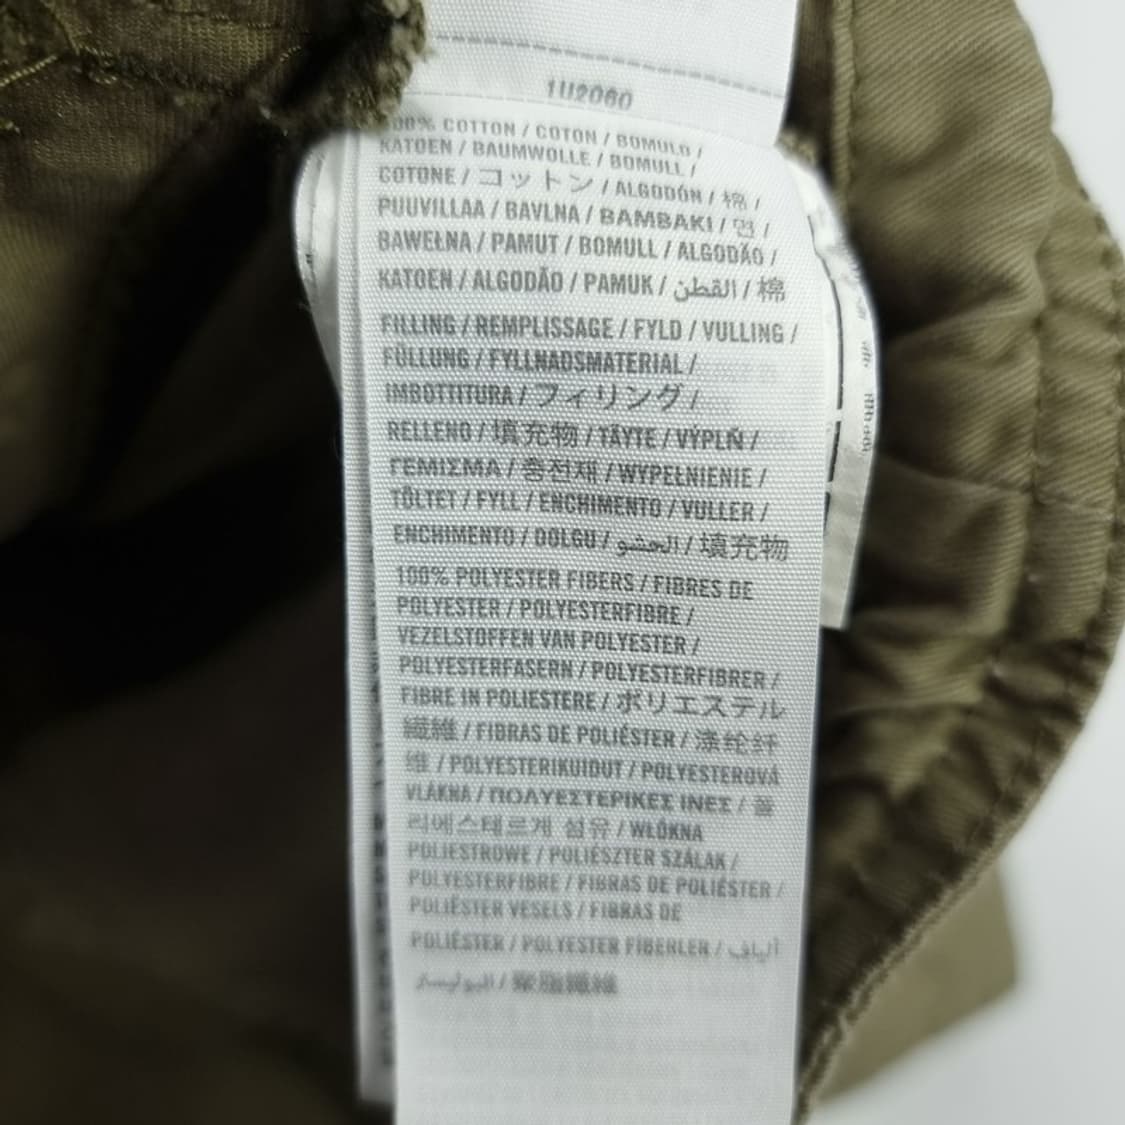 1U2060
100% COTTON / COTON / BOMULD /
KATOEN / BAUMWOLLE / BOMULL /
COTONE / コットン / ALGODÓN / 棉 /
PUUVILLAA / BAVLNA / ΒΑΜΒΑΚΙ / 면 /
BAWEŁNA / PAMUT / BOMULL / ALGODÃO /
KATOEN / ALGODÃO / PAMUK / القطن / 棉
FILLING / REMPLISSAGE / FYLD / VULLING /
FÜLLUNG / FYLLNADSMATERIAL /
IMBOTTITURA / フィリング /
RELLENO / 填充物 / TÄYTE / VÝPLŇ /
ΓΕΜΙΣΜΑ / 충전재 / WYPEŁNIENIE /
TÖLTET / FYLL / ENCHIMENTO / VULLER /
ENCHIMENTO / DOLGU / الحشو / 填充物
100% POLYESTER FIBERS / FIBRES DE
POLYESTER / POLYESTERFIBRE /
VEZELSTOFFEN VAN POLYESTER /
POLYESTERFASERN / POLYESTERFIBRER /
FIBRE IN POLIESTERE / ポリエステル
繊維 / FIBRAS DE POLIÉSTER / 涤纶纤
维 / POLYESTERIKUIDUT / POLYESTEROVÁ
VLÁKNA / ΠΟΛΥΕΣΤΕΡΙΚΕΣ ΙΝΕΣ / 폴
리에스테르게 섬유 / WŁÓKNA
POLIESTROWE / POLIÉSZTER SZÁLAK /
POLYESTERFIBRE / FIBRAS DE POLIÉSTER /
POLIÉSTER VESELS / FIBRAS DE
POLIÉSTER / POLYESTER FIBERLER / ألياف
البوليستر / 聚脂纖維